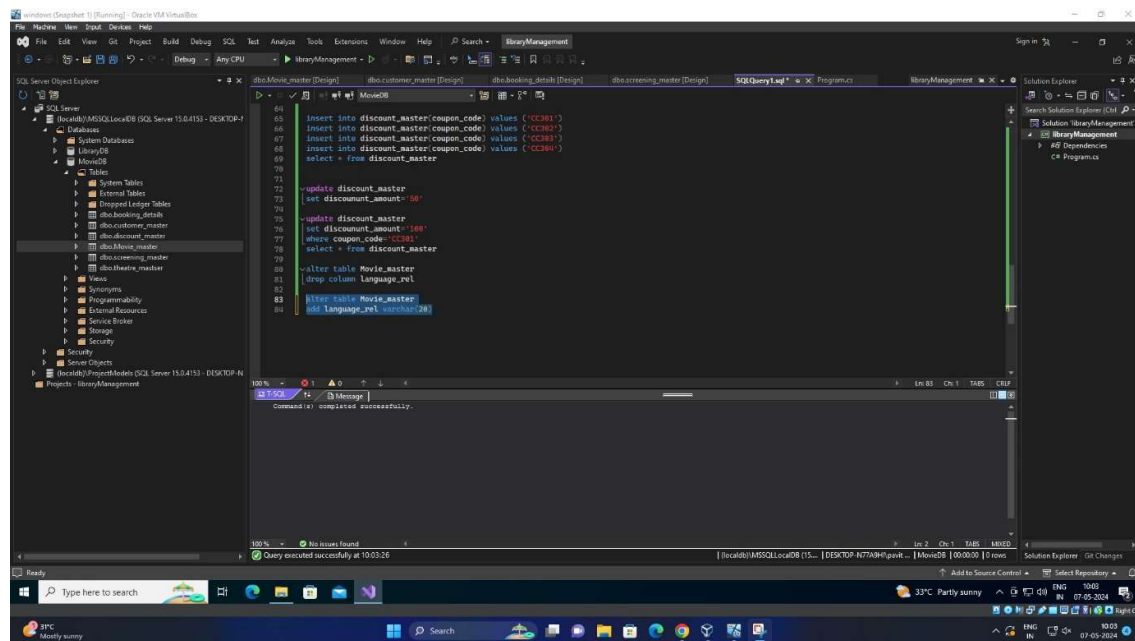 windows (Snapshot 1) [Running] - Oracle VM VirtualBox
File Machine View Input Devices Help
File Edit View Git Project Build Debug SQL Test Analyze Tools Extensions Window Help Search libraryManagement Sign in
Debug Any CPU libraryManagement
SQL Server Object Explorer
dbo.Movie_master [Design] dbo.customer_master [Design] dbo.booking_details [Design] dbo.screening_master [Design] SQLQuery1.sql * Program.cs libraryManagement
Solution Explorer
MovieDB
SQL Server
(localdb)\MSSQLLocalDB (SQL Server 15.0.4153 - DESKTOP-
Databases
System Databases
LibraryDB
MovieDB
Tables
System Tables
External Tables
Dropped Ledger Tables
dbo.booking_details
dbo.customer_master
dbo.discount_master
dbo.Movie_master
dbo.screening_master
dbo.theatre_mastser
Views
Synonyms
Programmability
External Resources
Service Broker
Storage
Security
Security
Server Objects
(localdb)\ProjectModels (SQL Server 15.0.4153 - DESKTOP-N
Projects - libraryManagement
64
65 insert into discount_master(coupon_code) values ('CC301')
66 insert into discount_master(coupon_code) values ('CC302')
67 insert into discount_master(coupon_code) values ('CC303')
68 insert into discount_master(coupon_code) values ('CC304')
69 select * from discount_master
70
71
72 update discount_master
73 set discoununt_amount='50'
74
75 update discount_master
76 set discoununt_amount='100'
77 where coupon_code='CC301'
78 select * from discount_master
79
80 alter table Movie_master
81 drop column language_rel
82
83 alter table Movie_master
84 add language_rel varchar(20)
Search Solution Explorer (Ctrl
Solution 'libraryManagement'
libraryManagement
Dependencies
C# Program.cs
100 % 1 0 Ln: 83 Ch: 1 TABS CRLF
T-SQL Message
Command(s) completed successfully.
100 % No issues found Ln: 2 Ch: 1 TABS MIXED
Query executed successfully at 10:03:26 (localdb)\MSSQLLocalDB (15.... DESKTOP-N77A9HI\pavit ... MovieDB 00:00:00 0 rows
Solution Explorer Git Changes
Ready Add to Source Control Select Repository
Type here to search 33°C Partly sunny ENG IN 10:03 07-05-2024
Right C
31°C Mostly sunny Search ENG IN 10:03 07-05-2024